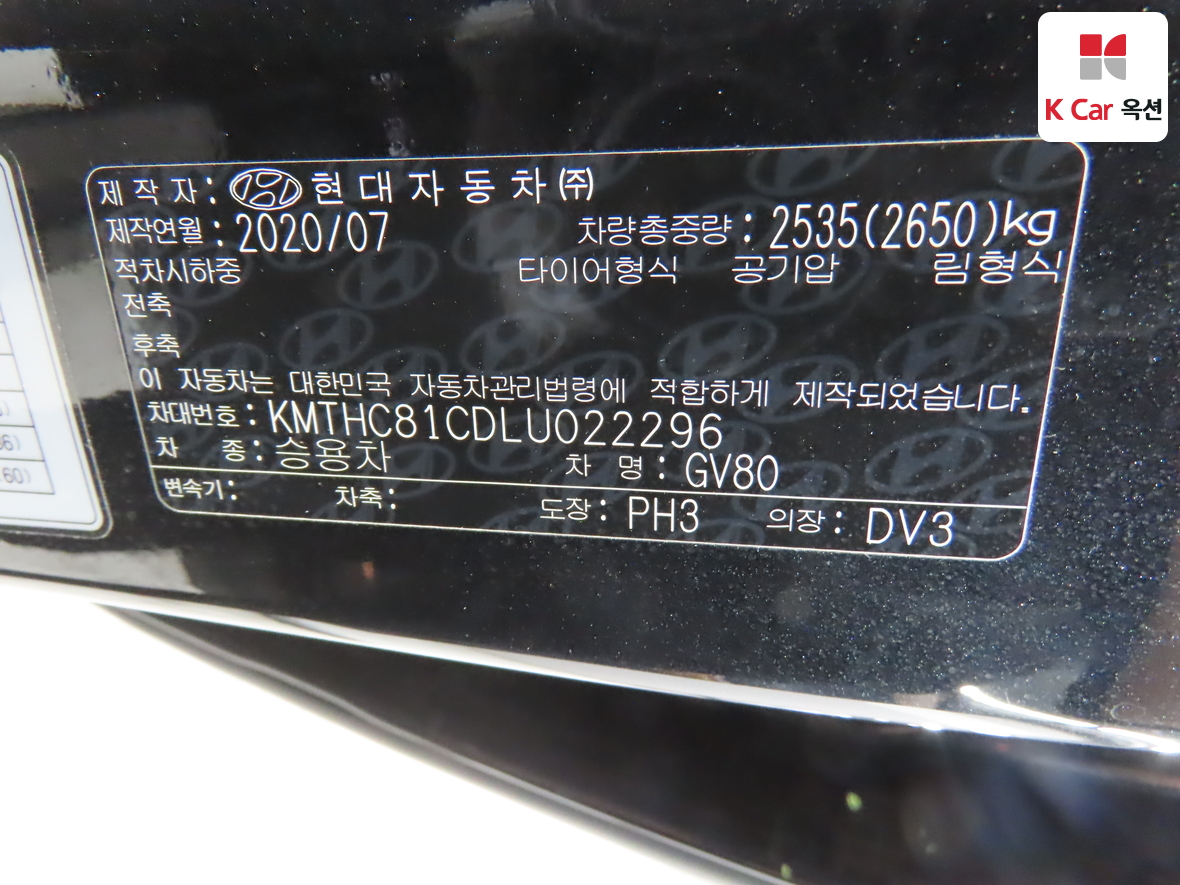 K Car 옥션
제 작 자 : 현 대 자 동 차 ㈜
제작연월 : 2020/07 차량총중량 : 2535(2650)kg
적차시하중 타이어형식 공기압 림형식
전축
후축
이 자동차는 대한민국 자동차관리법령에 적합하게 제작되었습니다.
차대번호 : KMTHC81CDLU022296
차 종 : 승용차 차 명 : GV80
변속기 : 차축 : 도장 : PH3 의장 : DV3
60)